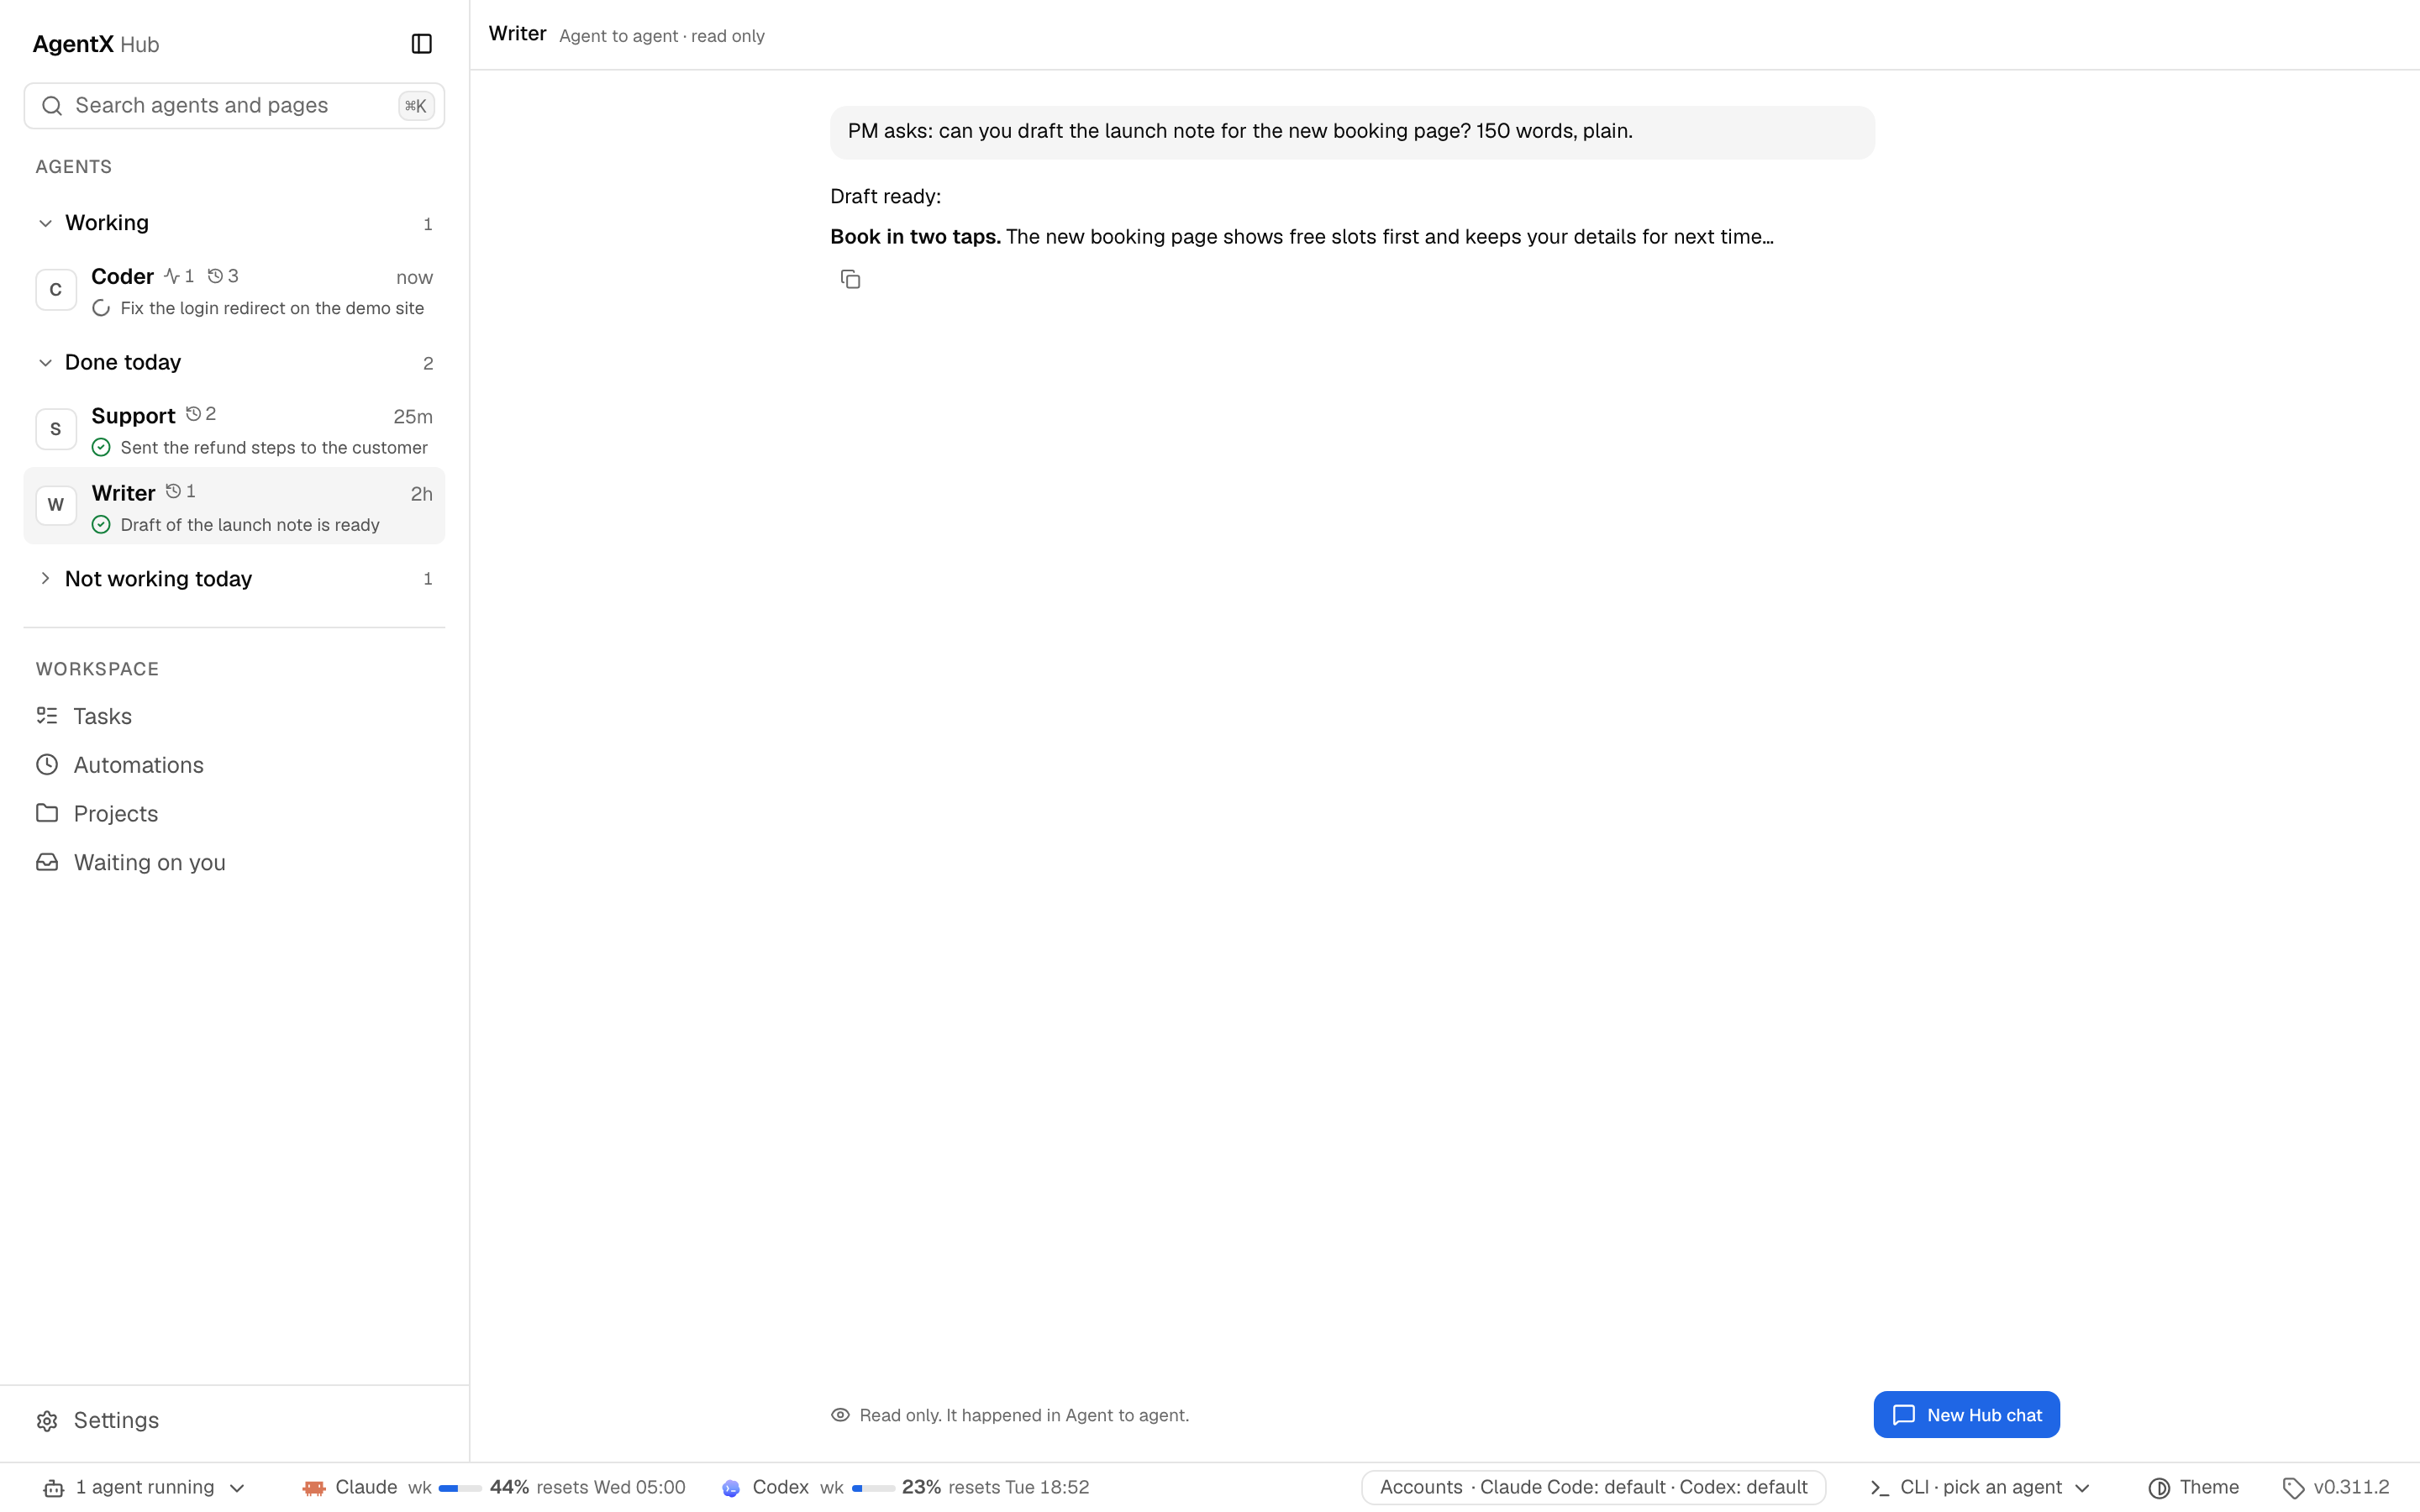 AgentX Hub
Search agents and pages ⌘K
AGENTS
Working 1
C
Coder 1 3 now
Fix the login redirect on the demo site
Done today 2
S
Support 2 25m
Sent the refund steps to the customer
W
Writer 1 2h
Draft of the launch note is ready
Not working today 1
WORKSPACE
Tasks
Automations
Projects
Waiting on you
Settings
Writer Agent to agent · read only
PM asks: can you draft the launch note for the new booking page? 150 words, plain.
Draft ready:
Book in two taps. The new booking page shows free slots first and keeps your details for next time…
Read only. It happened in Agent to agent.
New Hub chat
1 agent running Claude wk 44% resets Wed 05:00 Codex wk 23% resets Tue 18:52 Accounts · Claude Code: default · Codex: default CLI · pick an agent Theme v0.311.2